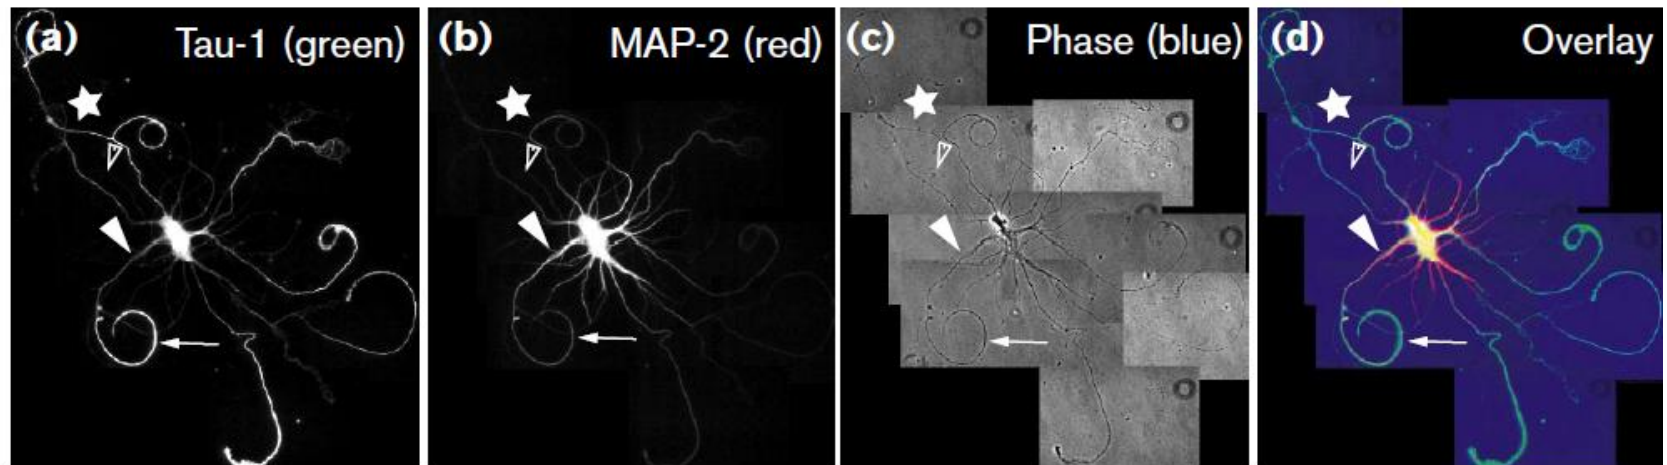 (a) Tau-1 (green)
(b) MAP-2 (red)
(c) Phase (blue)
(d) Overlay